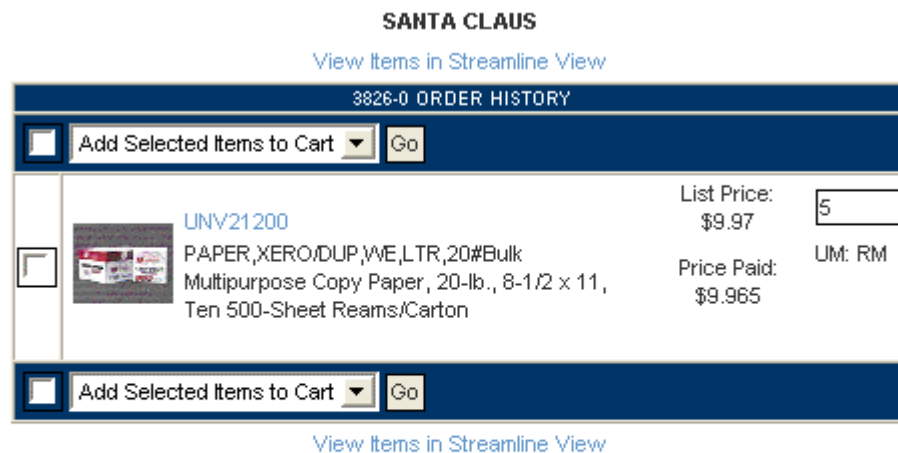 SANTA CLAUS
View Items in Streamline View
3826-0 ORDER HISTORY
Add Selected Items to Cart Go
UNV21200
PAPER,XERO/DUP,WE,LTR,20#Bulk
Multipurpose Copy Paper, 20-lb., 8-1/2 x 11,
Ten 500-Sheet Reams/Carton
List Price:
$9.97
Price Paid:
$9.965
5
UM: RM
Add Selected Items to Cart Go
View Items in Streamline View